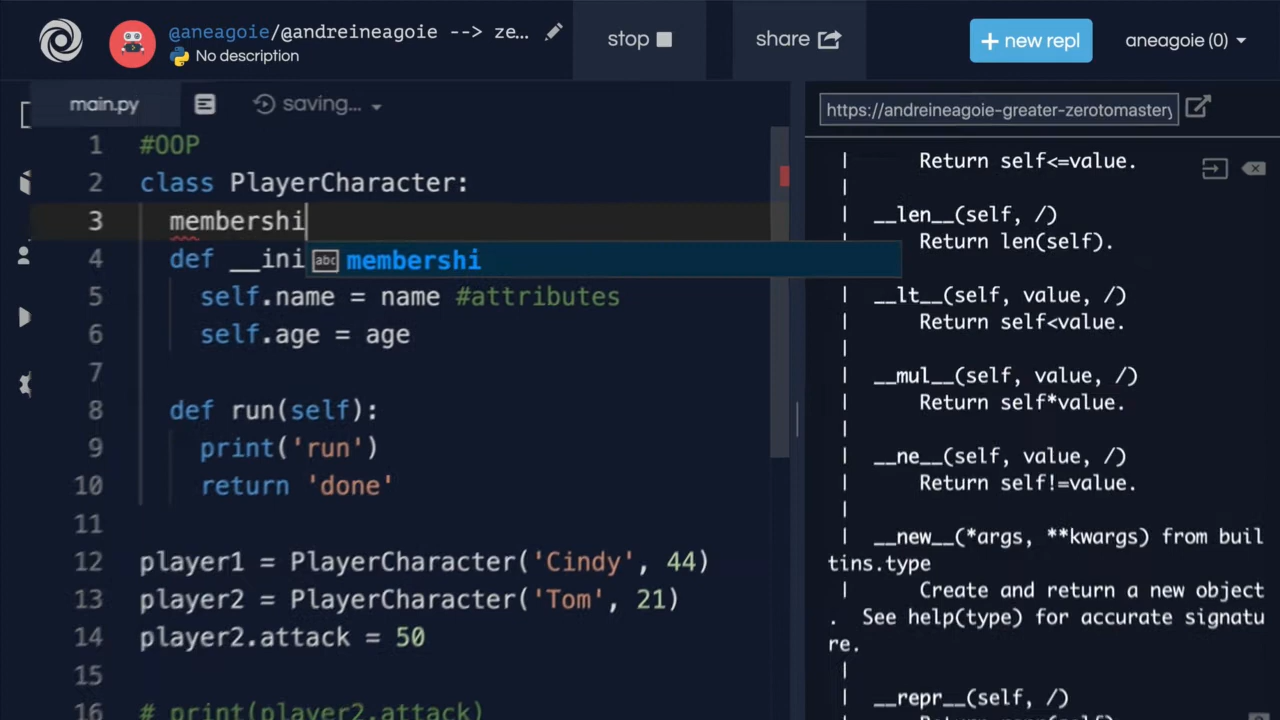 @aneagoie/@andreineagoie --> ze...
No description
stop
share
+ new repl
aneagoie (0)
main.py
saving...
https://andreineagoie-greater-zerotomastery
1 #OOP
2 class PlayerCharacter:
3 membershi
4 def __ini
abc membershi
5 self.name = name #attributes
6 self.age = age
7
8 def run(self):
9 print('run')
10 return 'done'
11
12 player1 = PlayerCharacter('Cindy', 44)
13 player2 = PlayerCharacter('Tom', 21)
14 player2.attack = 50
15
16 # print(player2.attack)
| Return self<=value.
|
| __len__(self, /)
| Return len(self).
|
| __lt__(self, value, /)
| Return self<value.
|
| __mul__(self, value, /)
| Return self*value.
|
| __ne__(self, value, /)
| Return self!=value.
|
| __new__(*args, **kwargs) from buil
tins.type
| Create and return a new object
. See help(type) for accurate signatu
re.
|
| __repr__(self, /)
| Return repr(self).